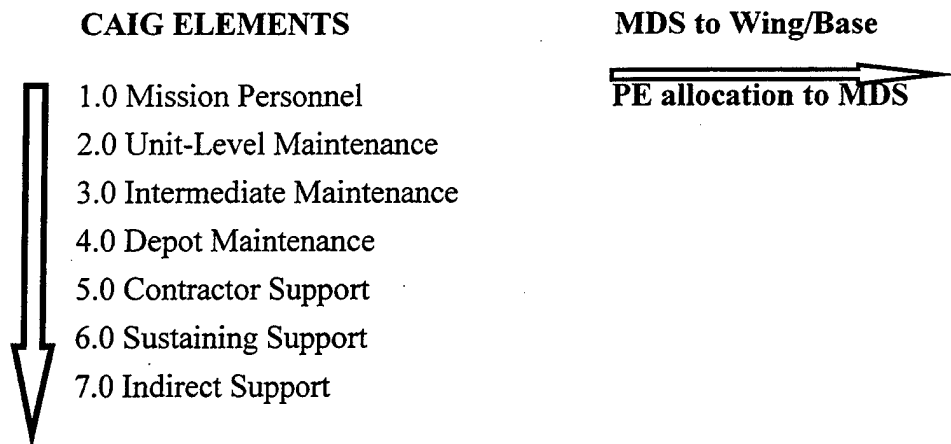 CAIG ELEMENTS
1.0 Mission Personnel
2.0 Unit-Level Maintenance
3.0 Intermediate Maintenance
4.0 Depot Maintenance
5.0 Contractor Support
6.0 Sustaining Support
7.0 Indirect Support
MDS to Wing/Base
PE allocation to MDS